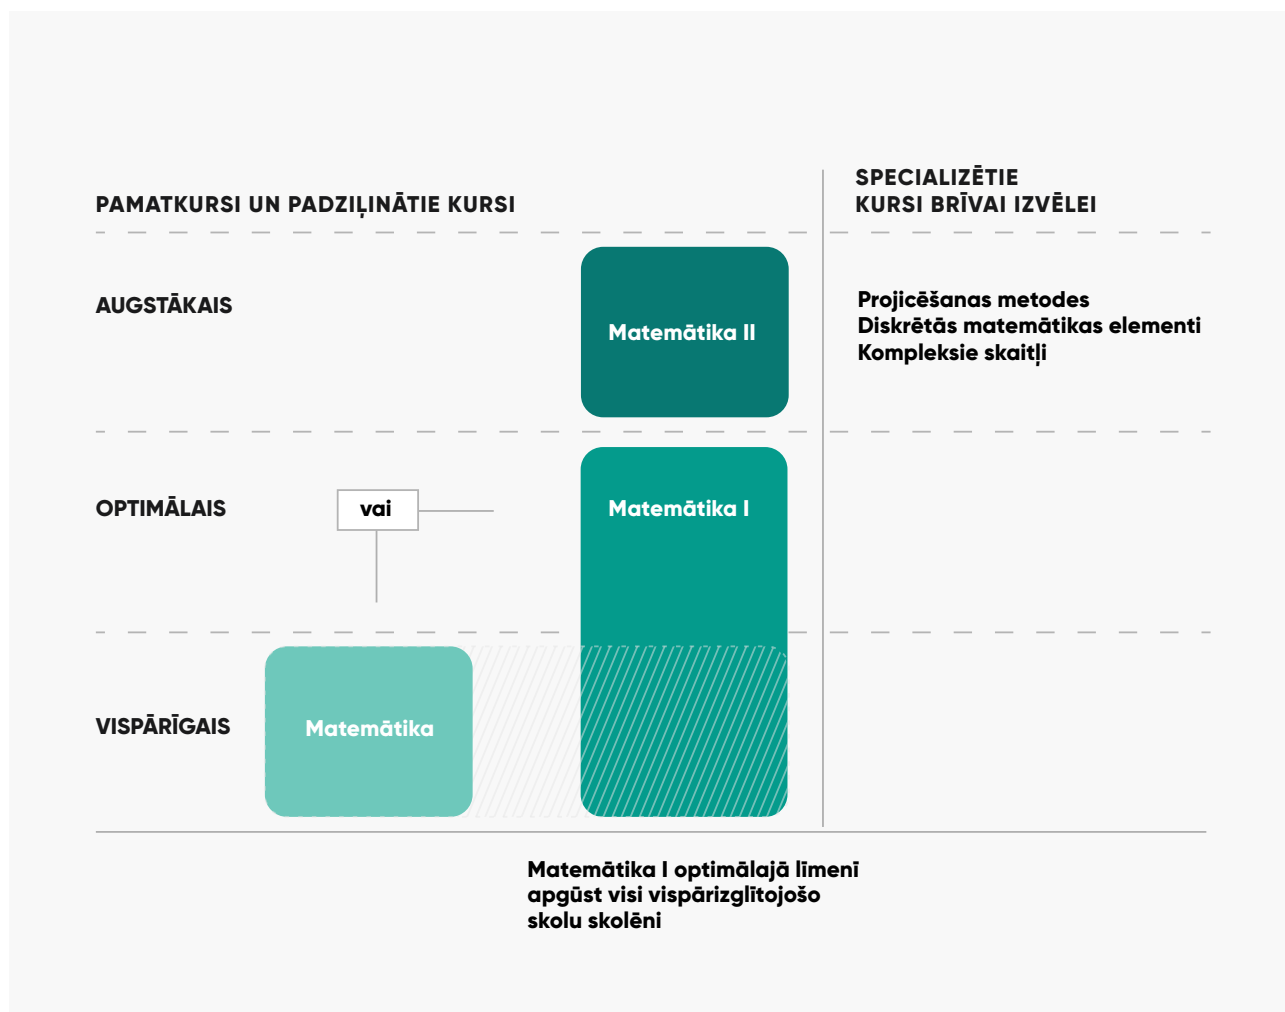 PAMATKURSI UN PADZIĻINĀTIE KURSI
SPECIALIZĒTIE
KURSI BRĪVAI IZVĒLEI
AUGSTĀKAIS
Matemātika II
Projicēšanas metodes
Diskrētās matemātikas elementi
Kompleksie skaitļi
OPTIMĀLAIS
vai
Matemātika I
VISPĀRĪGAIS
Matemātika
Matemātika I optimālajā līmenī
apgūst visi vispārizglītojošo
skolu skolēni